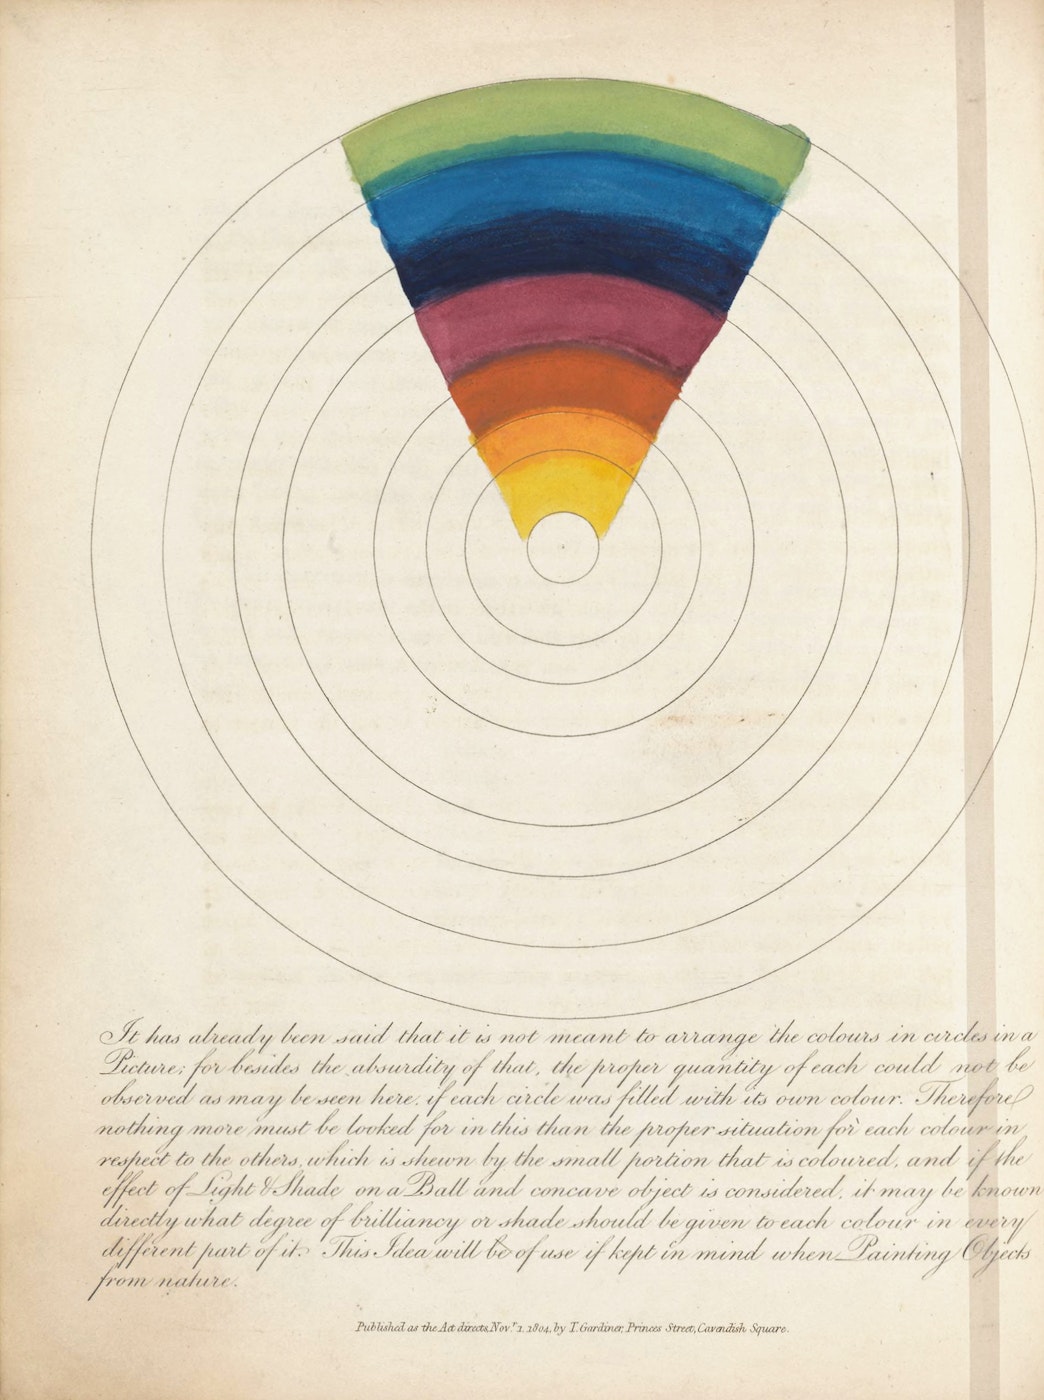 It has already been said that it is not meant to arrange the colours in circles in a
Picture; for besides the absurdity of that, the proper quantity of each could not be
observed as may be seen here, if each circle was filled with its own colour. Therefore
nothing more must be looked for in this than the proper situation for each colour in
respect to the others, which is shewn by the small portion that is coloured, and if the
effect of Light & Shade on a Ball and concave object is considered, it may be known
directly what degree of brilliancy or shade should be given to each colour in every
different part of it. This Idea will be of use if kept in mind when Painting Objects
from nature.
Published as the Act directs, Nov.r 1. 1804, by T. Gardiner, Princes Street, Cavendish Square.